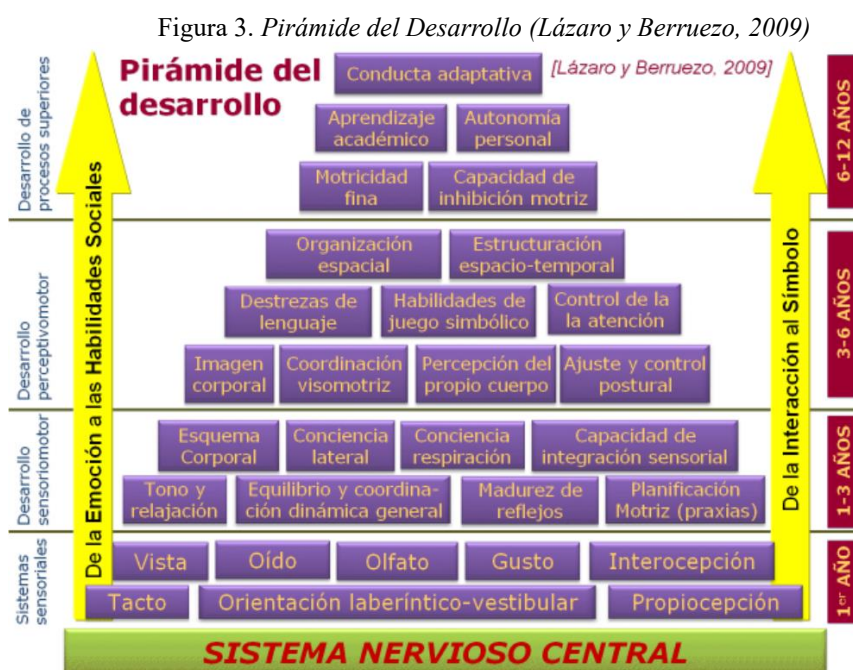 Figura 3. Pirámide del Desarrollo (Lázaro y Berruezo, 2009)
Pirámide del
desarrollo
[Lázaro y Berruezo, 2009]
Desarrollo de
procesos superiores
Conducta adaptativa
Aprendizaje
académico
Autonomía
personal
Motricidad
fina
Capacidad de
inhibición motriz
6-12 AÑOS
Desarrollo
perceptivomotor
Organización
espacial
Estructuración
espacio-temporal
Destrezas de
lenguaje
Habilidades de
juego simbólico
Control de la
la atención
Imagen
corporal
Coordinación
visomotriz
Percepción del
propio cuerpo
Ajuste y control
postural
3-6 AÑOS
Desarrollo
sensoriomotor
Esquema
Corporal
Conciencia
lateral
Conciencia
respiración
Capacidad de
integración sensorial
Tono y
relajación
Equilibrio y coordina-
ción dinámica general
Madurez de
reflejos
Planificación
Motriz (praxias)
1-3 AÑOS
Sistemas
sensoriales
Vista
Oído
Olfato
Gusto
Interocepción
Tacto
Orientación laberíntico-vestibular
Propiocepción
1er AÑO
De la Emoción a las Habilidades Sociales
De la Interacción al Símbolo
SISTEMA NERVIOSO CENTRAL